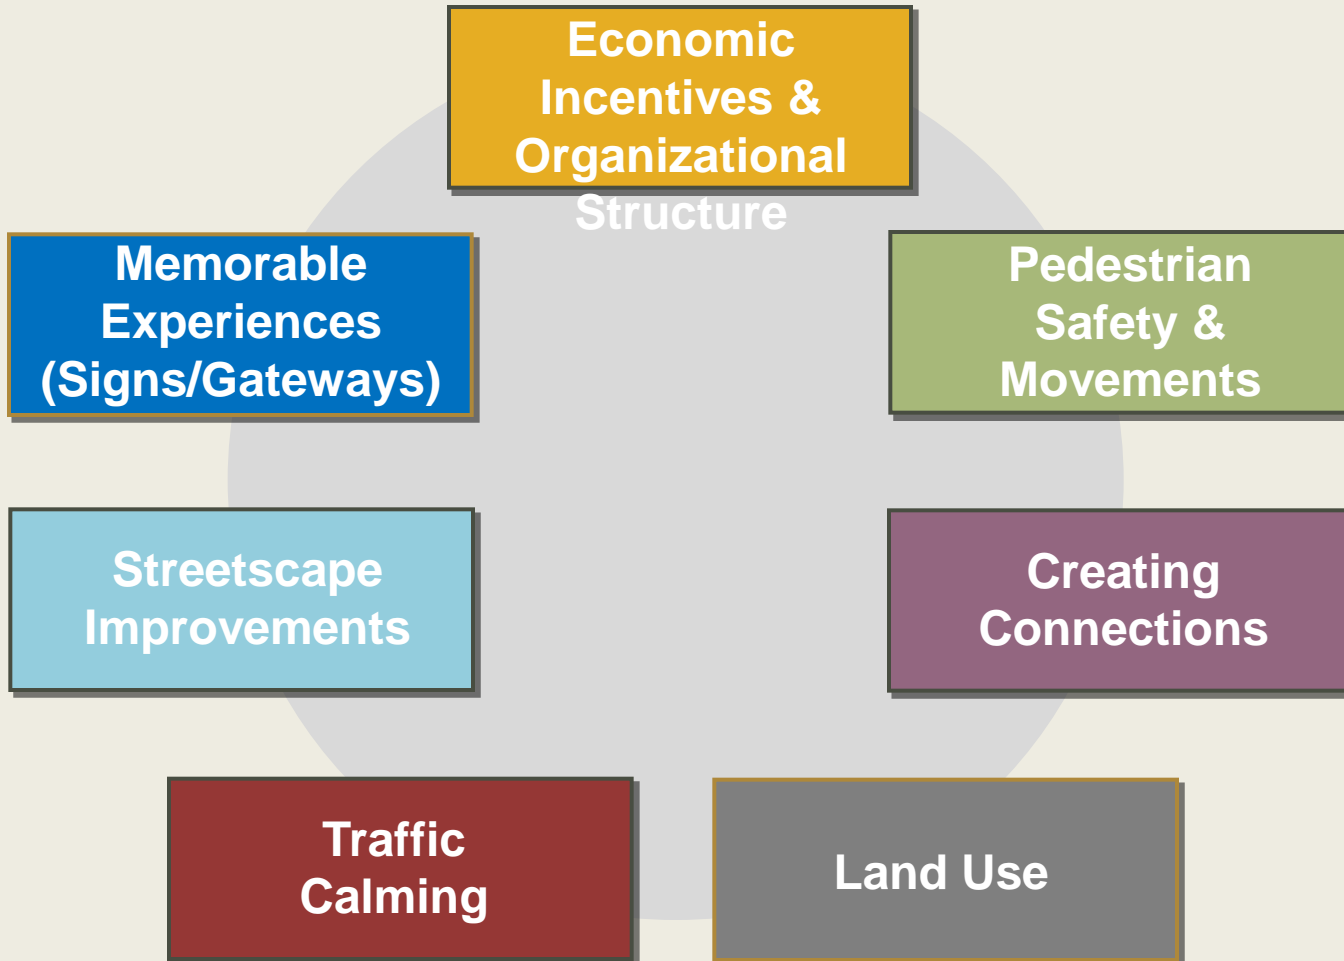 Economic
Incentives &
Organizational
Structure
Memorable
Experiences
(Signs/Gateways)
Pedestrian
Safety &
Movements
Streetscape
Improvements
Creating
Connections
Traffic
Calming
Land Use